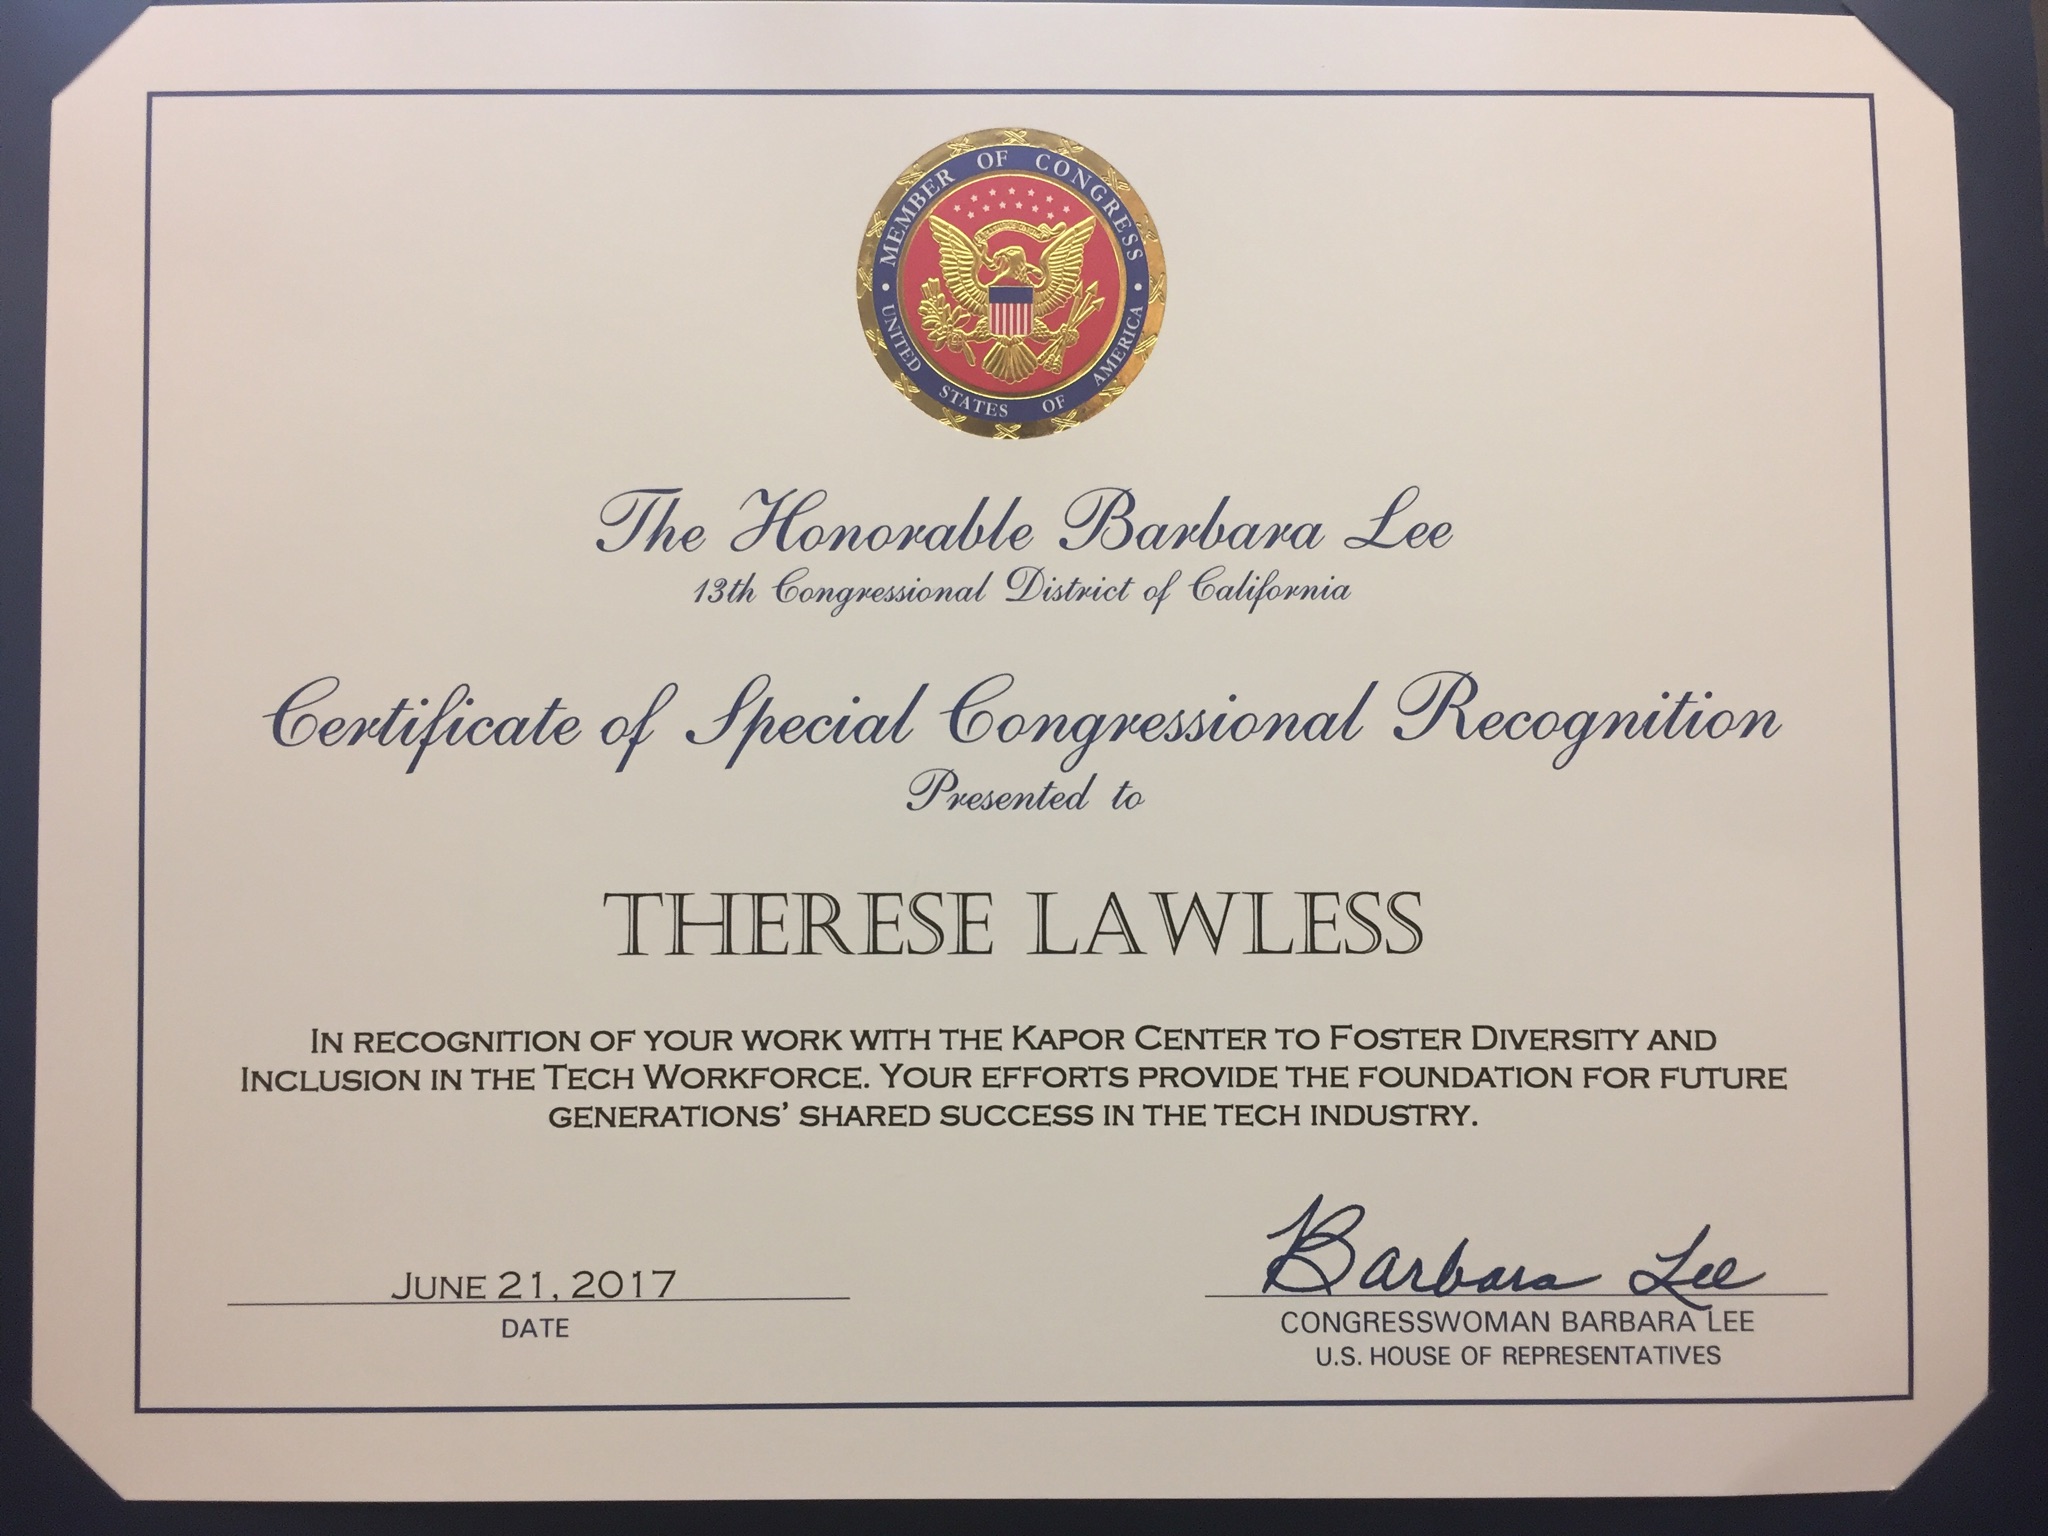 MEMBER OF CONGRESS
UNITED STATES OF AMERICA
The Honorable Barbara Lee
13th Congressional District of California
Certificate of Special Congressional Recognition
Presented to
THERESE LAWLESS
IN RECOGNITION OF YOUR WORK WITH THE KAPOR CENTER TO FOSTER DIVERSITY AND
INCLUSION IN THE TECH WORKFORCE. YOUR EFFORTS PROVIDE THE FOUNDATION FOR FUTURE
GENERATIONS’ SHARED SUCCESS IN THE TECH INDUSTRY.
JUNE 21, 2017
DATE
Barbara Lee
CONGRESSWOMAN BARBARA LEE
U.S. HOUSE OF REPRESENTATIVES